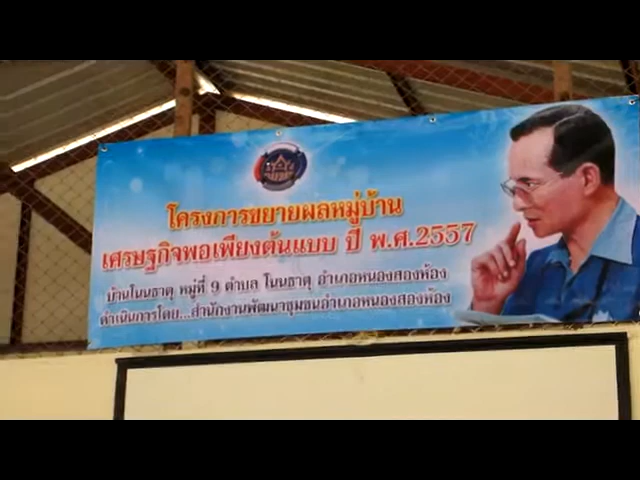 โครงการขยายผลหมู่บ้าน
เศรษฐกิจพอเพียงต้นแบบ ปี พ.ศ.2557
บ้านโนนธาตุ หมู่ที่ 9 ตำบล โนนธาตุ อำเภอหนองสองห้อง
ดำเนินการโดย...สำนักงานพัฒนาชุมชนอำเภอหนองสองห้อง